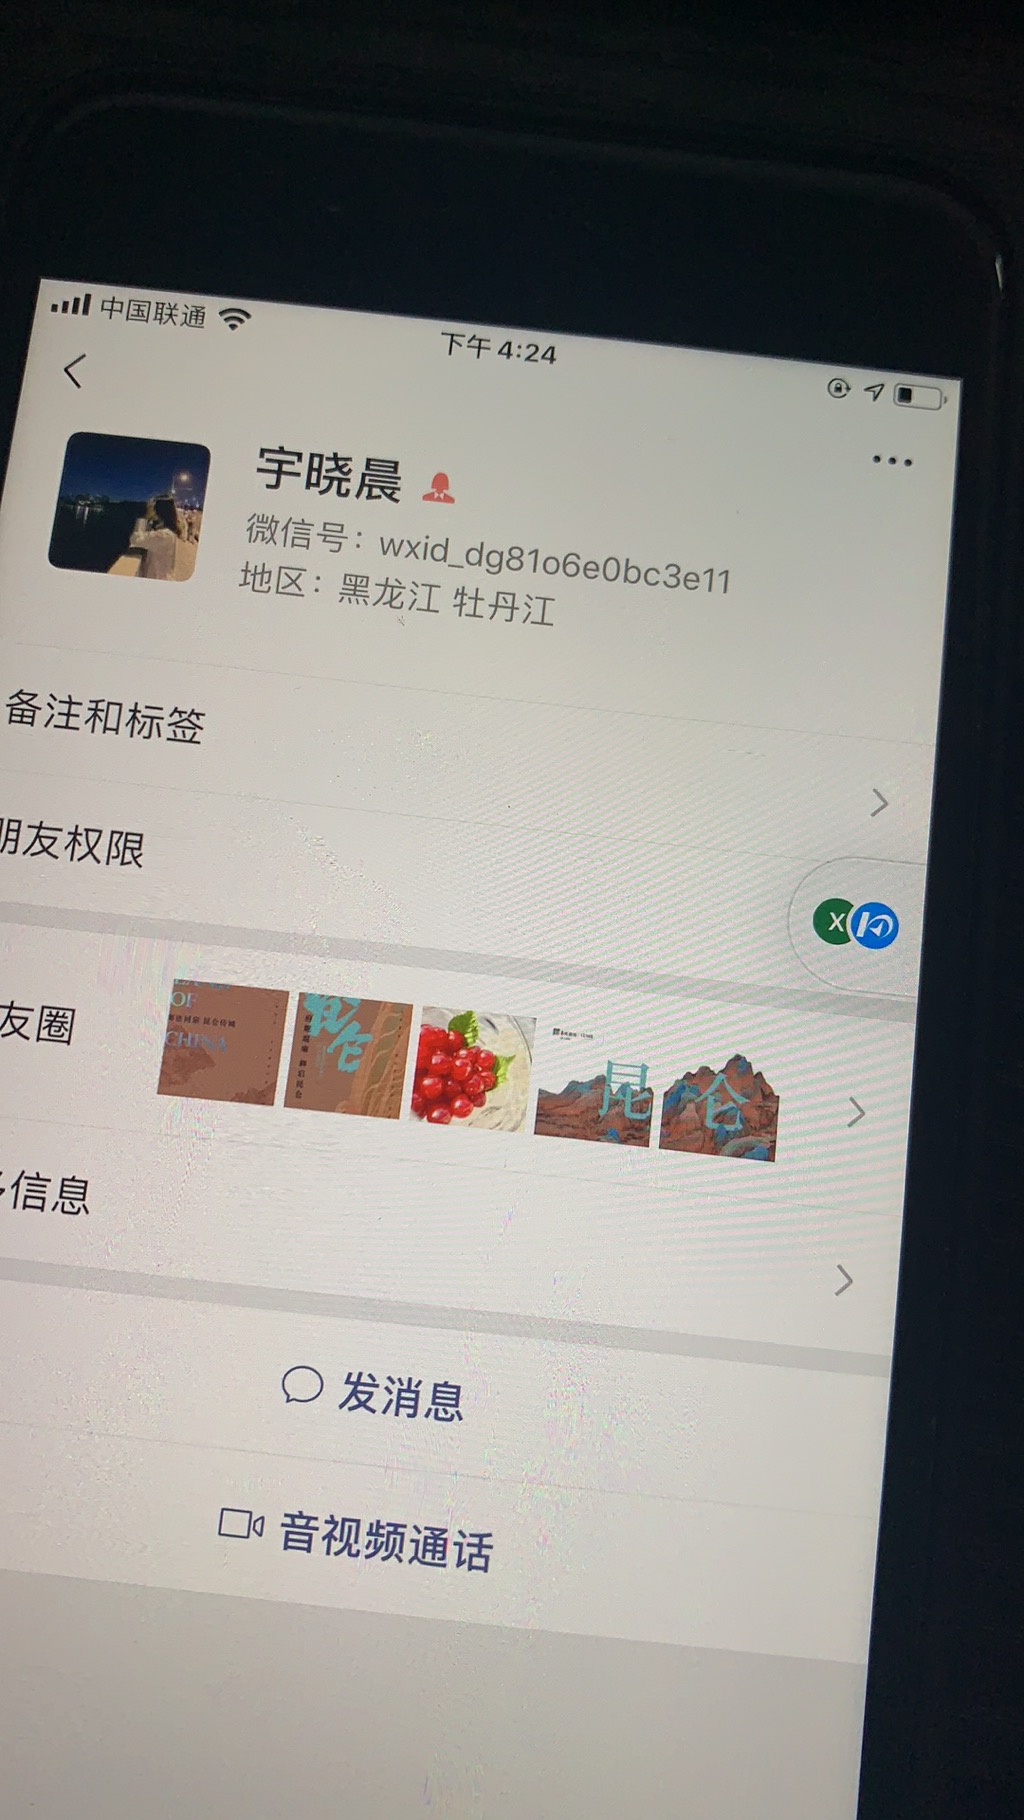 中国联通
下午 4:24
宇晓晨
微信号：wxid_dg81o6e0bc3e11
地区：黑龙江 牡丹江
备注和标签
朋友权限
X
友圈
OF
CHINA
昆仑
昆
仑
信息
发消息
音视频通话